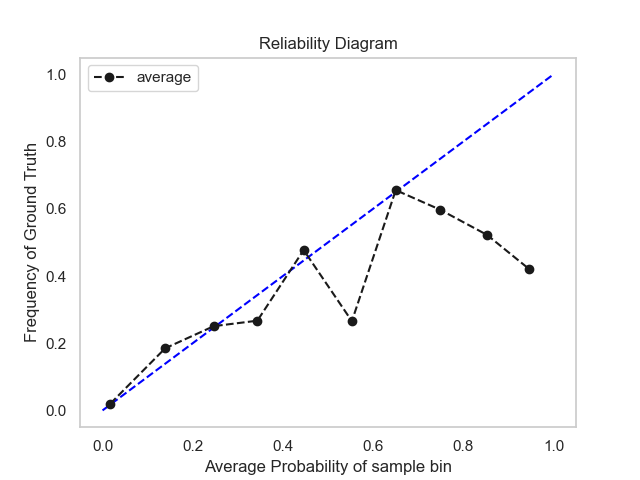 Reliability Diagram
average
Frequency of Ground Truth
1.0
0.8
0.6
0.4
0.2
0.0
0.0 0.2 0.4 0.6 0.8 1.0
Average Probability of sample bin